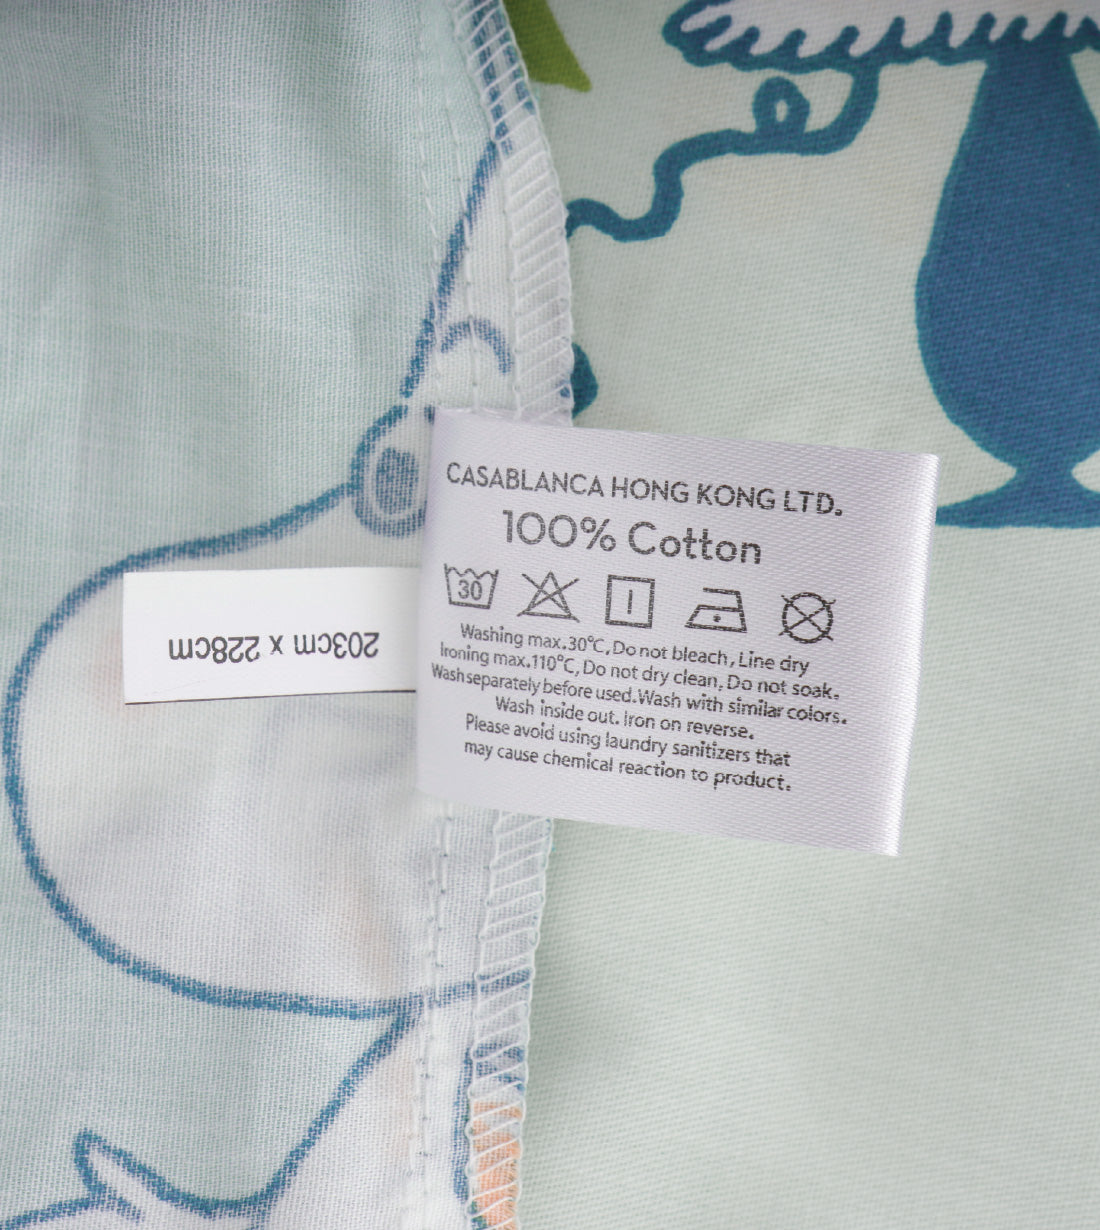 CASABLANCA HONG KONG LTD.
100% Cotton
30
Washing max.30°C,Do not bleach,Line dry
Ironing max.110°C,Do not dry clean,Do not soak.
Wash separately before used.Wash with similar colors.
Wash inside out. Iron on reverse.
Please avoid using laundry sanitizers that
may cause chemical reaction to product.
203cm x 228cm